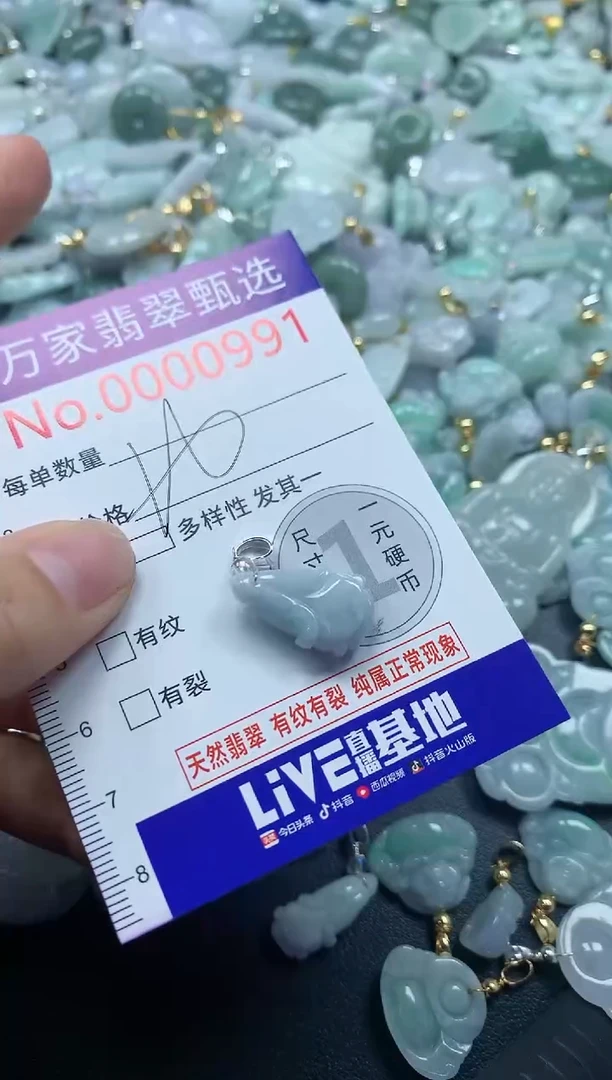 万家翡翠甄选
No.0000991
每单数量
价格
多样性 发其一
尺寸
1
一元硬币
有纹
有裂
6
7
8
天然翡翠 有纹有裂 纯属正常现象
LIVE直播基地
今日头条 抖音 西瓜视频 抖音火山版